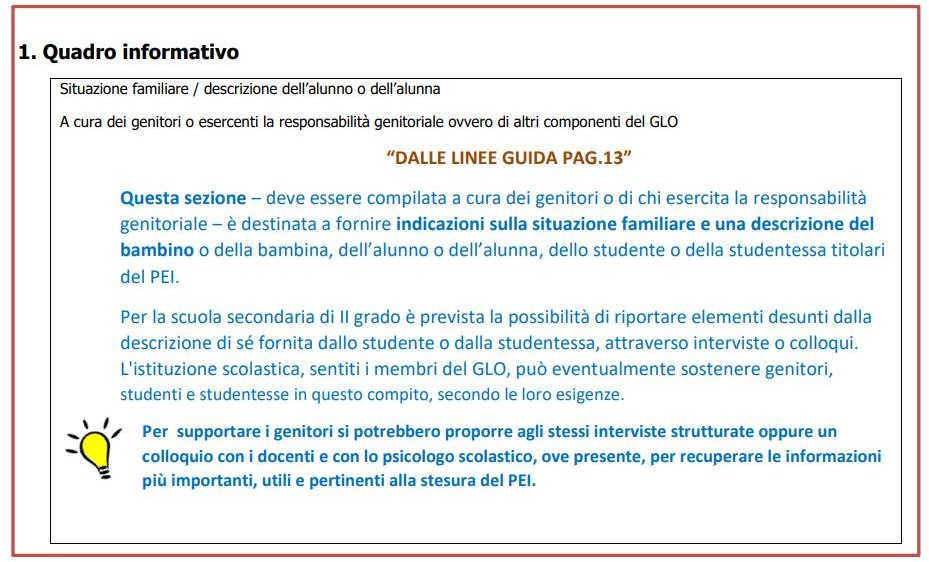 1. Quadro informativo
Situazione familiare / descrizione dell'alunno o dell'alunna
A cura dei genitori o esercenti la responsabilità genitoriale ovvero di altri componenti del GLO
“DALLE LINEE GUIDA PAG.13”
Questa sezione – deve essere compilata a cura dei genitori o di chi esercita la responsabilità
genitoriale – è destinata a fornire indicazioni sulla situazione familiare e una descrizione del
bambino o della bambina, dell'alunno o dell'alunna, dello studente o della studentessa titolari
del PEI.
Per la scuola secondaria di II grado è prevista la possibilità di riportare elementi desunti dalla
descrizione di sé fornita dallo studente o dalla studentessa, attraverso interviste o colloqui.
L'istituzione scolastica, sentiti i membri del GLO, può eventualmente sostenere genitori,
studenti e studentesse in questo compito, secondo le loro esigenze.
Per supportare i genitori si potrebbero proporre agli stessi interviste strutturate oppure un
colloquio con i docenti e con lo psicologo scolastico, ove presente, per recuperare le informazioni
più importanti, utili e pertinenti alla stesura del PEI.